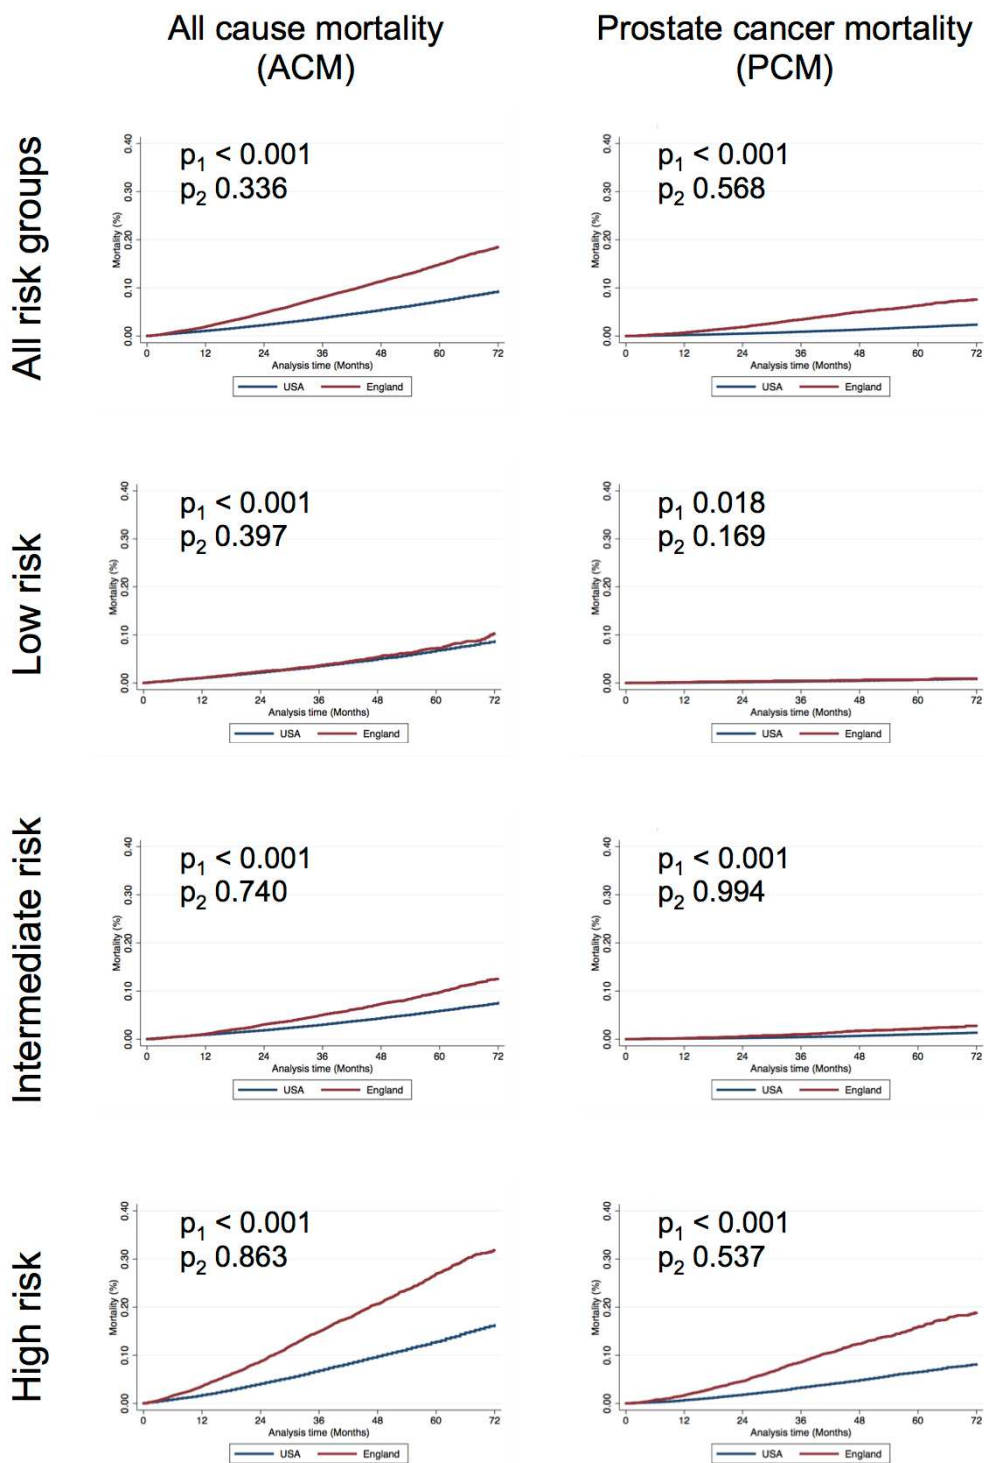 All cause mortality
(ACM)
Prostate cancer mortality
(PCM)
All risk groups
p₁ < 0.001
p₂ 0.336
Mortality (%)
0.40
0.30
0.20
0.10
0.00
0 12 24 36 48 60 72
Analysis time (Months)
USA England
p₁ < 0.001
p₂ 0.568
Mortality (%)
0.40
0.30
0.20
0.10
0.00
0 12 24 36 48 60 72
Analysis time (Months)
USA England
Low risk
p₁ < 0.001
p₂ 0.397
Mortality (%)
0.40
0.30
0.20
0.10
0.00
0 12 24 36 48 60 72
Analysis time (Months)
USA England
p₁ 0.018
p₂ 0.169
Mortality (%)
0.40
0.30
0.20
0.10
0.00
0 12 24 36 48 60 72
Analysis time (Months)
USA England
Intermediate risk
p₁ < 0.001
p₂ 0.740
Mortality (%)
0.40
0.30
0.20
0.10
0.00
0 12 24 36 48 60 72
Analysis time (Months)
USA England
p₁ < 0.001
p₂ 0.994
Mortality (%)
0.40
0.30
0.20
0.10
0.00
0 12 24 36 48 60 72
Analysis time (Months)
USA England
High risk
p₁ < 0.001
p₂ 0.863
Mortality (%)
0.40
0.30
0.20
0.10
0.00
0 12 24 36 48 60 72
Analysis time (Months)
USA England
p₁ < 0.001
p₂ 0.537
Mortality (%)
0.40
0.30
0.20
0.10
0.00
0 12 24 36 48 60 72
Analysis time (Months)
USA England